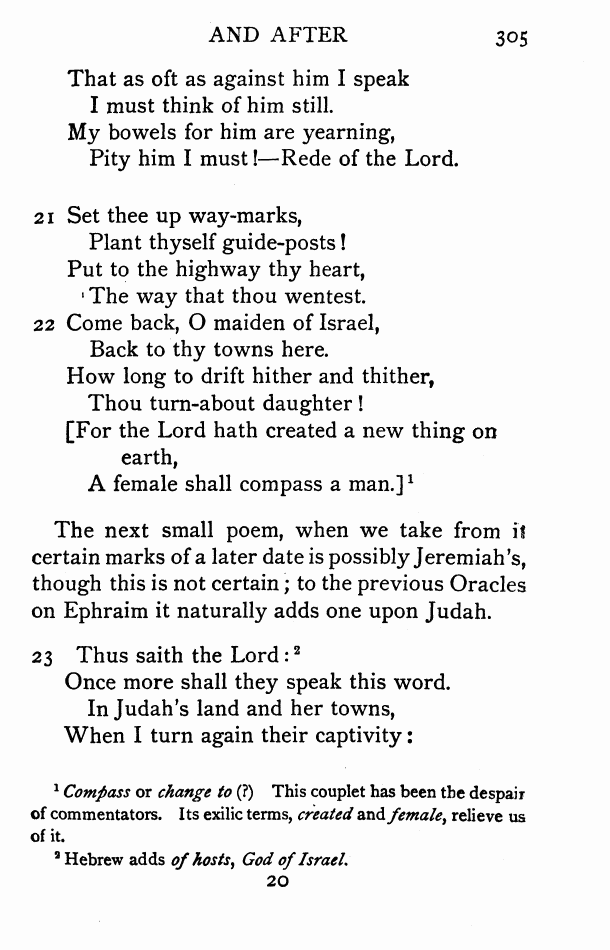 AND AFTER 305
That as oft as against him I speak
I must think of him still.
My bowels for him are yearning,
Pity him I must!—Rede of the Lord.
21 Set thee up way-marks,
Plant thyself guide-posts!
Put to the highway thy heart,
The way that thou wentest.
22 Come back, O maiden of Israel,
Back to thy towns here.
How long to drift hither and thither,
Thou turn-about daughter!
[For the Lord hath created a new thing on
earth,
A female shall compass a man.]¹
The next small poem, when we take from it
certain marks of a later date is possibly Jeremiah's,
though this is not certain; to the previous Oracles
on Ephraim it naturally adds one upon Judah.
23 Thus saith the Lord:²
Once more shall they speak this word.
In Judah's land and her towns,
When I turn again their captivity:
¹ Compass or change to (?) This couplet has been the despair
of commentators. Its exilic terms, created and female, relieve us
of it.
² Hebrew adds of hosts, God of Israel.
20